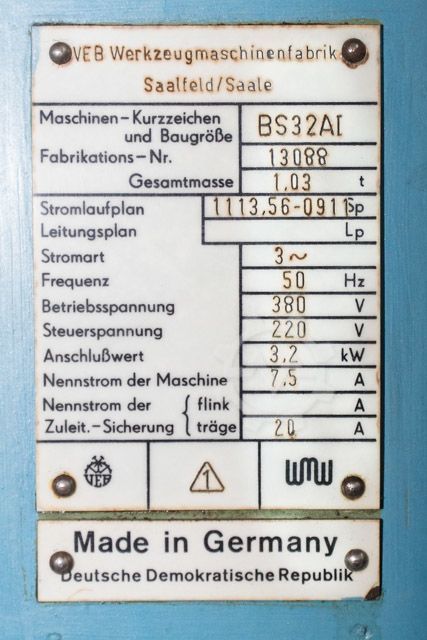 VEB Werkzeugmaschinenfabrik
Saalfeld/Saale
Maschinen-Kurzzeichen und Baugröße BS32AI
Fabrikations-Nr. 13088
Gesamtmasse 1,03 t
Stromlaufplan 1113,56-0911 Sp
Leitungsplan Lp
Stromart 3~
Frequenz 50 Hz
Betriebsspannung 380 V
Steuerspannung 220 V
Anschlußwert 3,2 kW
Nennstrom der Maschine 7,5 A
Nennstrom der { flink A
Zuleit.-Sicherung { träge 20 A
VEB 1 WMW
Made in Germany
Deutsche Demokratische Republik